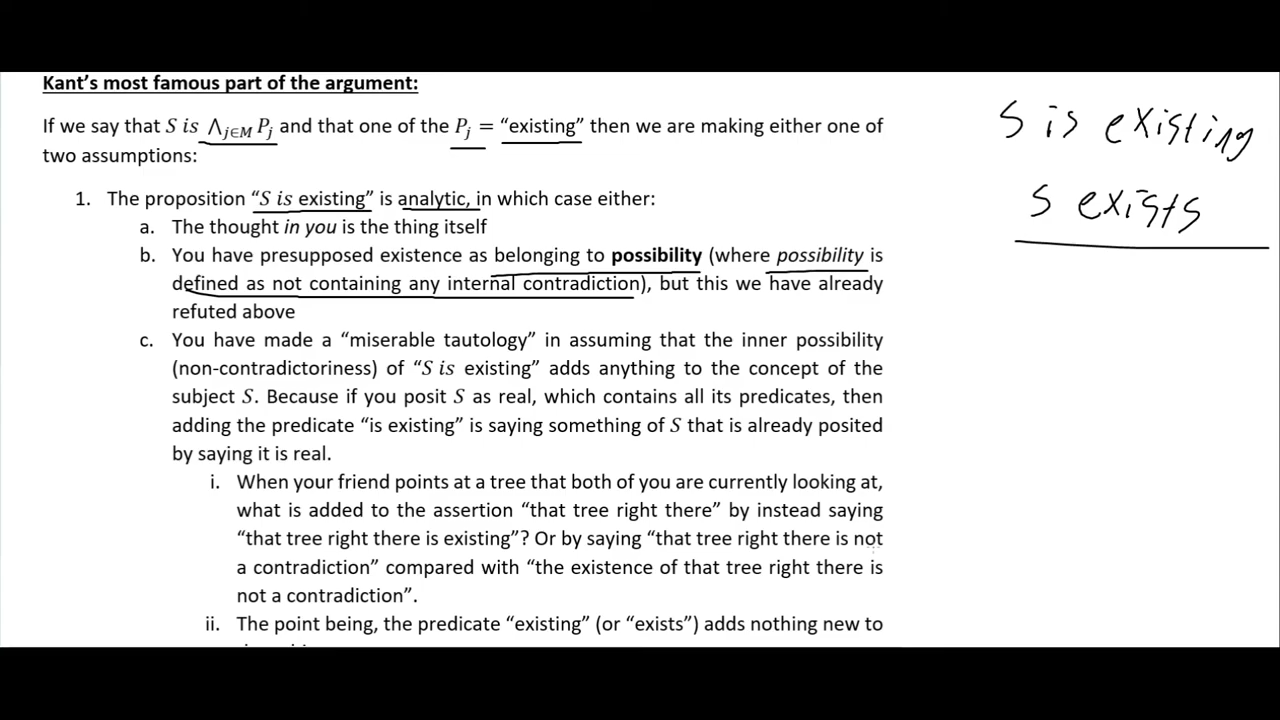 Kant's most famous part of the argument:
If we say that S is ⋀j∈M Pj and that one of the Pj = "existing" then we are making either one of
two assumptions:
1. The proposition "S is existing" is analytic, in which case either:
a. The thought in you is the thing itself
b. You have presupposed existence as belonging to possibility (where possibility is
defined as not containing any internal contradiction), but this we have already
refuted above
c. You have made a "miserable tautology" in assuming that the inner possibility
(non-contradictoriness) of "S is existing" adds anything to the concept of the
subject S. Because if you posit S as real, which contains all its predicates, then
adding the predicate "is existing" is saying something of S that is already posited
by saying it is real.
i. When your friend points at a tree that both of you are currently looking at,
what is added to the assertion "that tree right there" by instead saying
"that tree right there is existing"? Or by saying "that tree right there is not
a contradiction" compared with "the existence of that tree right there is
not a contradiction".
ii. The point being, the predicate "existing" (or "exists") adds nothing new to
S is existing
S exists